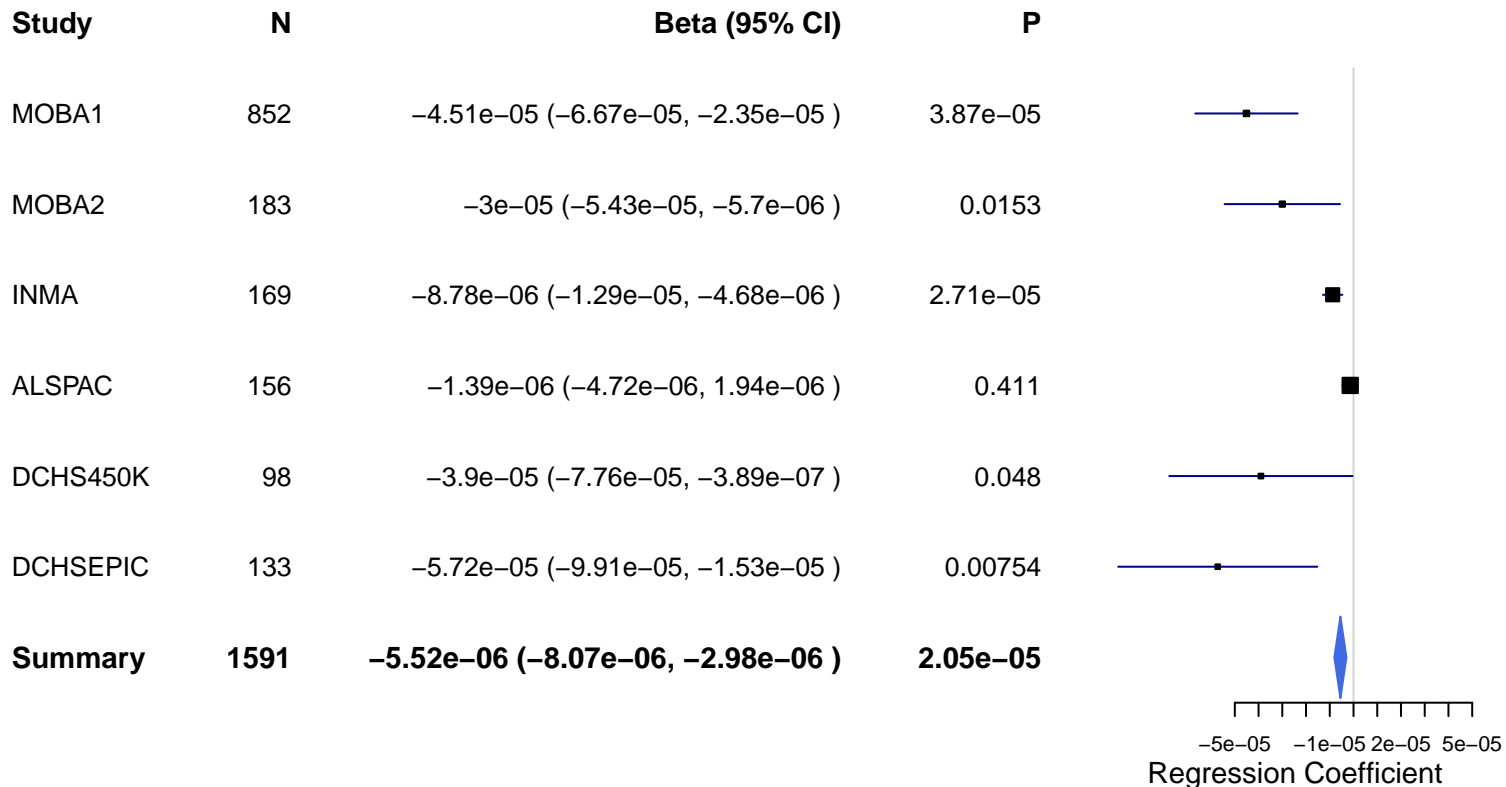 Study N Beta (95% CI) P
MOBA1 852 −4.51e−05 (−6.67e−05, −2.35e−05 ) 3.87e−05
MOBA2 183 −3e−05 (−5.43e−05, −5.7e−06 ) 0.0153
INMA 169 −8.78e−06 (−1.29e−05, −4.68e−06 ) 2.71e−05
ALSPAC 156 −1.39e−06 (−4.72e−06, 1.94e−06 ) 0.411
DCHS450K 98 −3.9e−05 (−7.76e−05, −3.89e−07 ) 0.048
DCHSEPIC 133 −5.72e−05 (−9.91e−05, −1.53e−05 ) 0.00754
Summary 1591 −5.52e−06 (−8.07e−06, −2.98e−06 ) 2.05e−05
−5e−05 −1e−05 2e−05 5e−05
Regression Coefficient